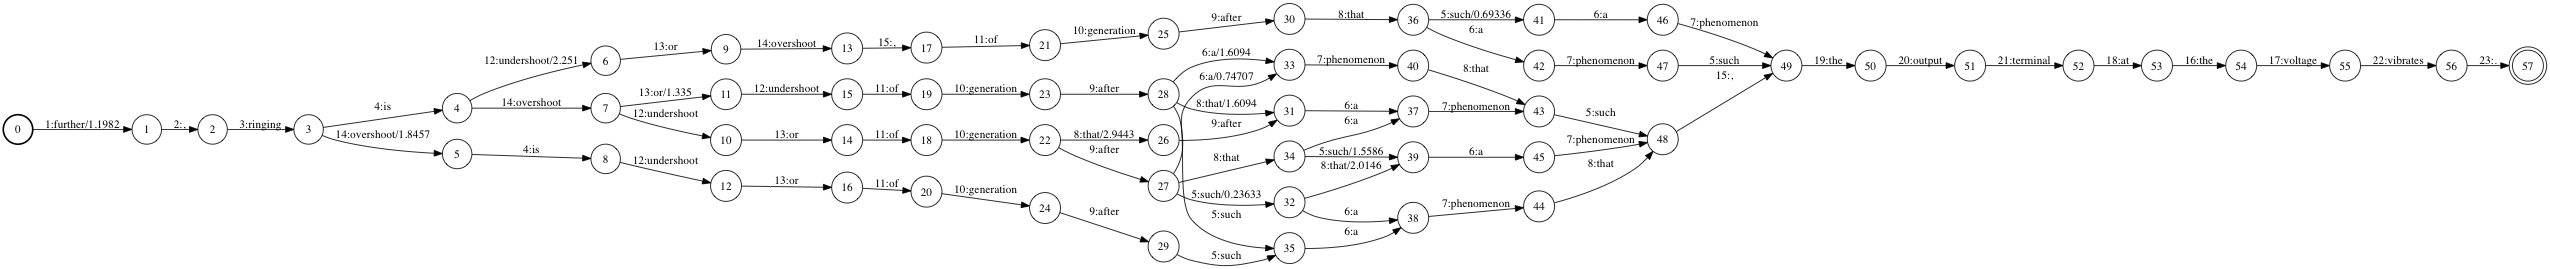 0 1:further/1.1982 1 2:, 2 3:ringing 3
4:is 4 12:undershoot/2.251 6 13:or 9 14:overshoot 13 15:, 17 11:of 21 10:generation 25 9:after 30 8:that 36 5:such/0.69336 41 6:a 46 7:phenomenon
6:a 42 7:phenomenon 47 5:such 49 19:the 50 20:output 51 21:terminal 52 18:at 53 16:the 54 17:voltage 55 22:vibrates 56 23:. 57
14:overshoot 7 13:or/1.335 11 12:undershoot 15 11:of 19 10:generation 23 9:after 28 6:a/1.6094 33 7:phenomenon 40 8:that 43 5:such 48 15:,
12:undershoot 10 13:or 14 11:of 18 10:generation 22 8:that/2.9443 26 9:after 31 6:a 37 7:phenomenon
8:that/1.6094
6:a/0.74707
9:after 27 8:that 34 6:a
5:such/1.5586 39 6:a 45 7:phenomenon
5:such/0.23633 32 8:that/2.0146
6:a 38 7:phenomenon 44 8:that
14:overshoot/1.8457 5 4:is 8 12:undershoot 12 13:or 16 11:of 20 10:generation 24 9:after 29 5:such 35 6:a
5:such